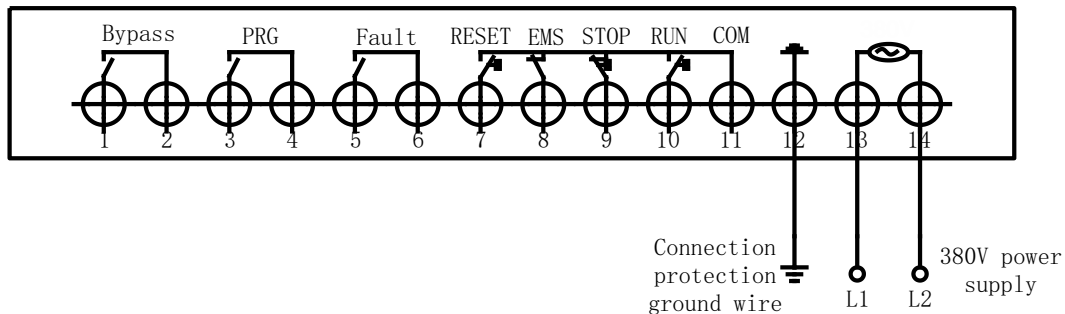 Bypass PRG Fault RESET EMS STOP RUN COM
1 2 3 4 5 6 7 8 9 10 11 12 13 14
Connection
protection
ground wire
L1 L2
380V power
supply